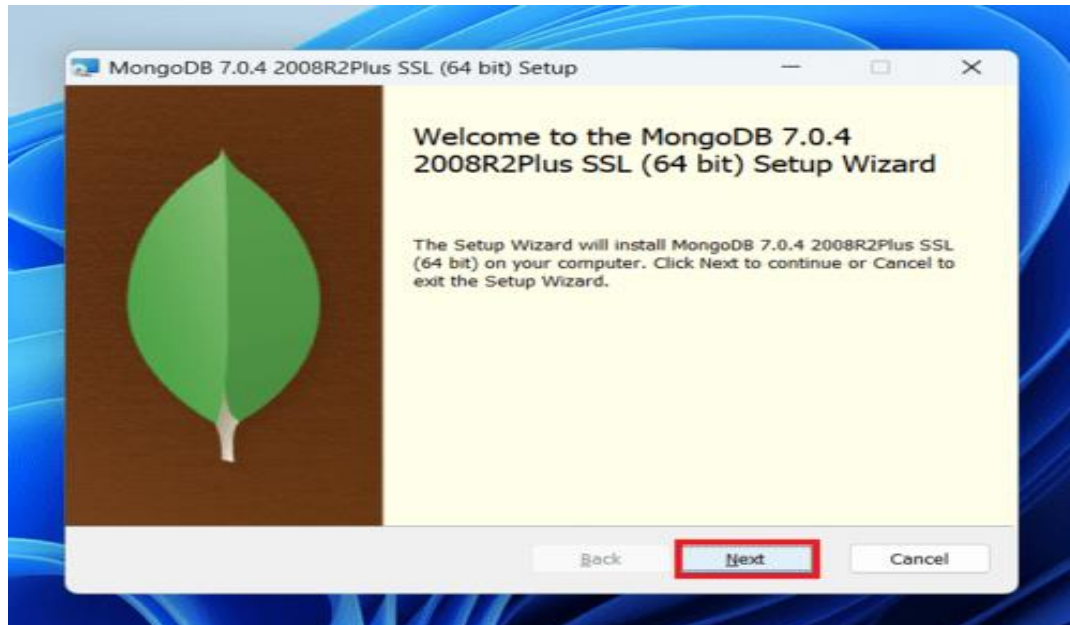 MongoDB 7.0.4 2008R2Plus SSL (64 bit) Setup
Welcome to the MongoDB 7.0.4
2008R2Plus SSL (64 bit) Setup Wizard
The Setup Wizard will install MongoDB 7.0.4 2008R2Plus SSL
(64 bit) on your computer. Click Next to continue or Cancel to
exit the Setup Wizard.
Back Next Cancel